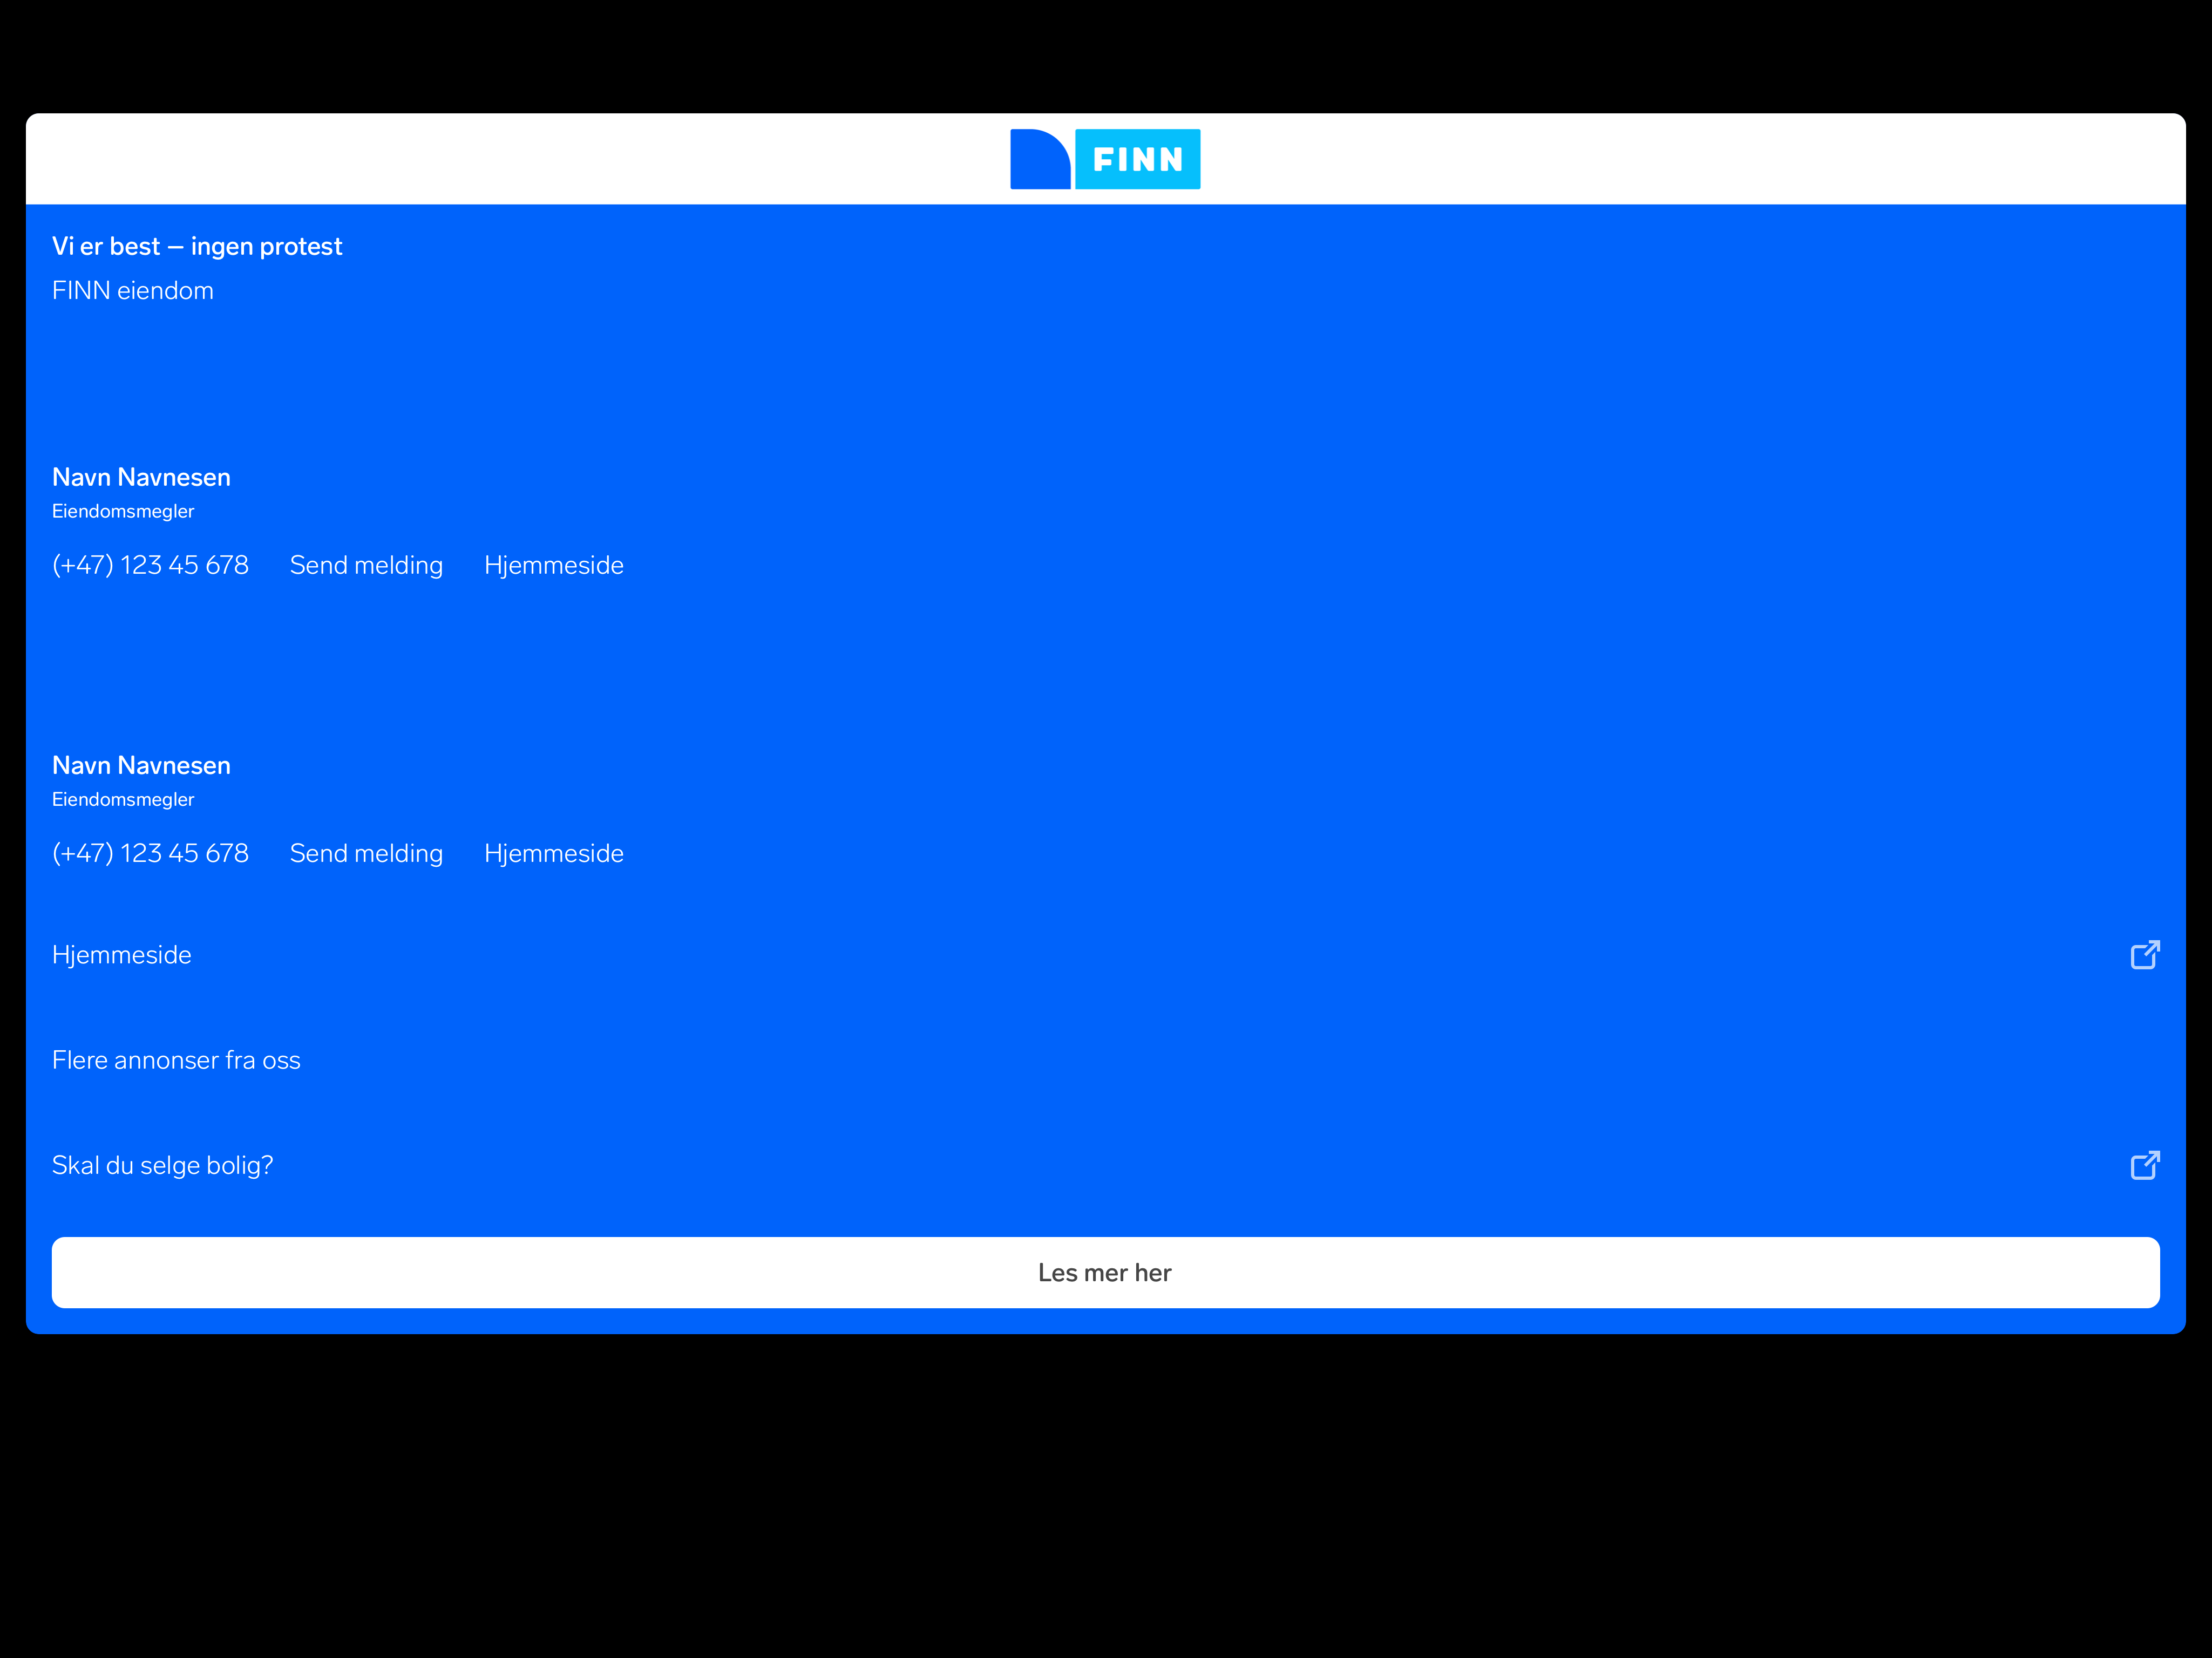 FINN
Vi er best – ingen protest
FINN eiendom
Navn Navnesen
Eiendomsmegler
(+47) 123 45 678 Send melding Hjemmeside
Navn Navnesen
Eiendomsmegler
(+47) 123 45 678 Send melding Hjemmeside
Hjemmeside
Flere annonser fra oss
Skal du selge bolig?
Les mer her